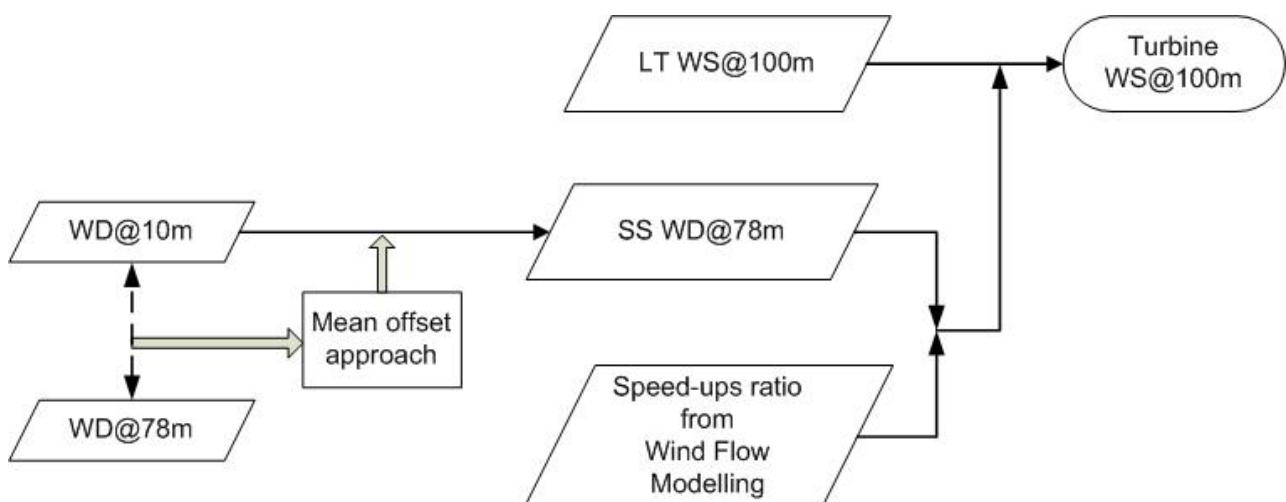 LT WS@100m
Turbine
WS@100m
WD@10m
SS WD@78m
Mean offset
approach
WD@78m
Speed-ups ratio
from
Wind Flow
Modelling